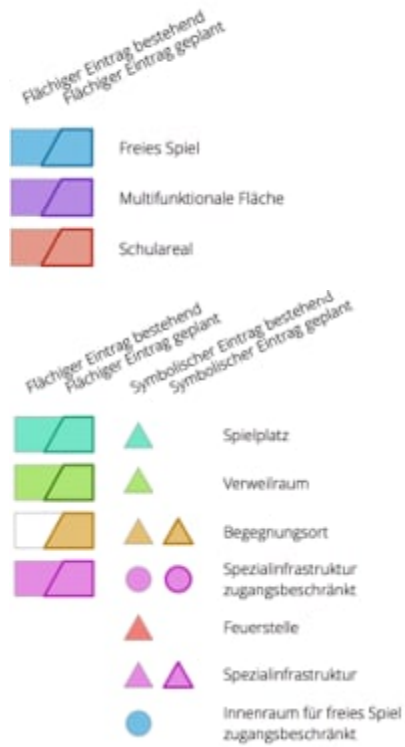 Flächiger Eintrag bestehend
Flächiger Eintrag geplant
Freies Spiel
Multifunktionale Fläche
Schulareal
Flächiger Eintrag bestehend
Flächiger Eintrag geplant
Symbolischer Eintrag bestehend
Symbolischer Eintrag geplant
Spielplatz
Verweilraum
Begegnungsort
Spezialinfrastruktur
zugangsbeschränkt
Feuerstelle
Spezialinfrastruktur
Innenraum für freies Spiel
zugangsbeschränkt